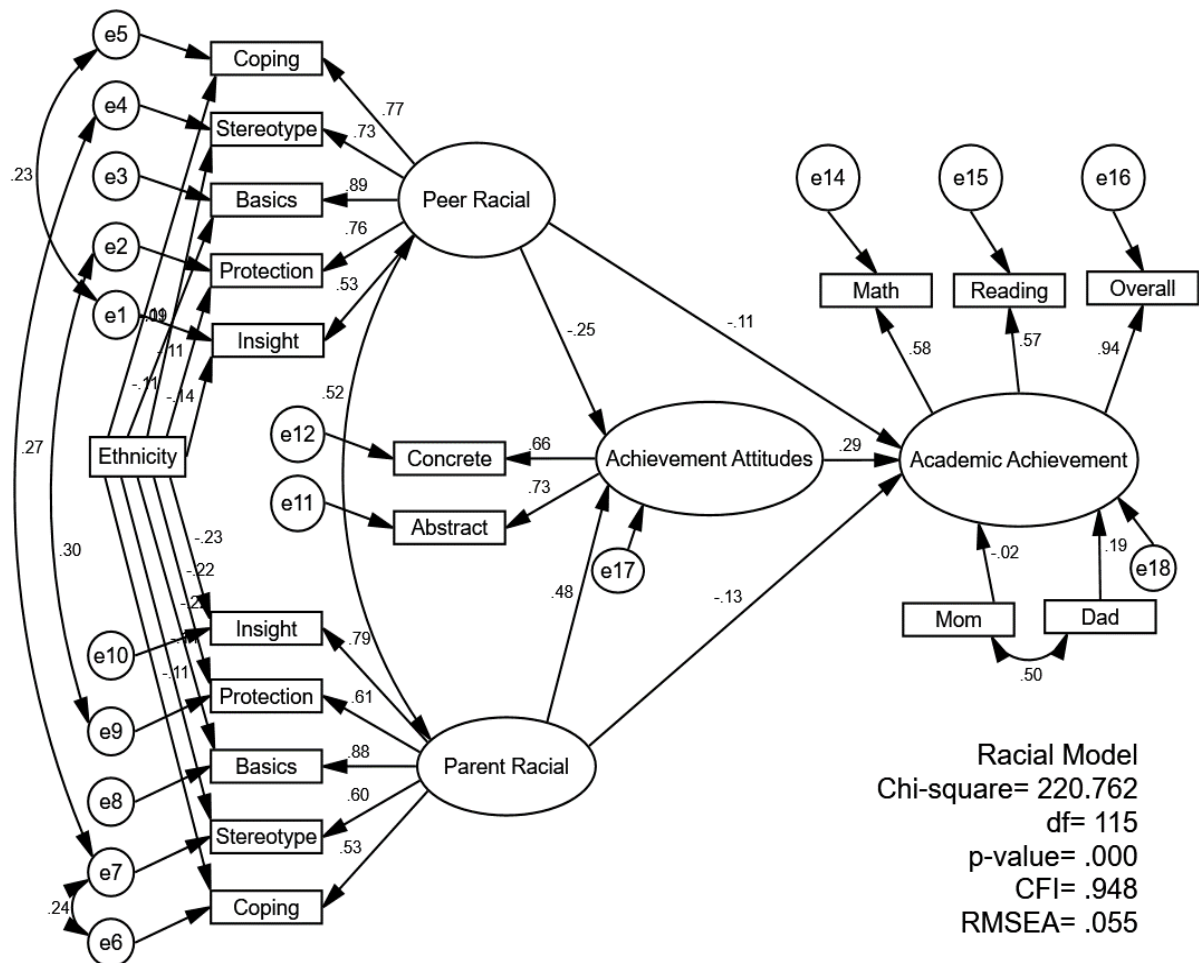 e5
Coping
.77
e4
Stereotype
.73
e3
Basics
.89
Peer Racial
.23
e2
Protection
.76
e1
Insight
.53
.09
-.11
-.11
-.14
-.25
-.11
e14
e15
e16
Math
Reading
Overall
.58
.57
.94
.52
.27
Ethnicity
e12
Concrete
.66
Achievement Attitudes
.29
Academic Achievement
e11
Abstract
.73
e17
.30
-.23
-.22
-.11
.48
-.13
-.02
.19
e18
Mom
Dad
.50
e10
Insight
.79
e9
Protection
.61
e8
Basics
.88
Parent Racial
e7
Stereotype
.60
.53
.24
e6
Coping
Racial Model
Chi-square= 220.762
df= 115
p-value= .000
CFI= .948
RMSEA= .055